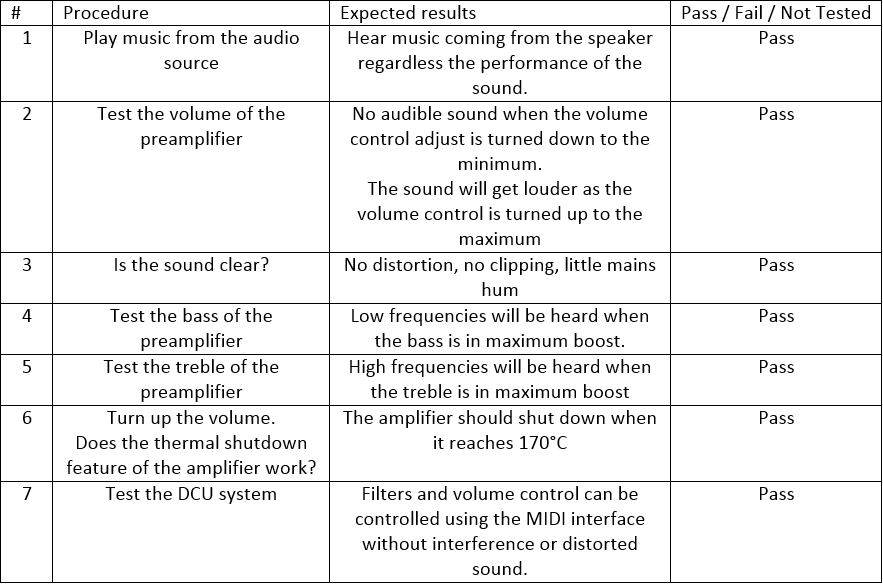 # Procedure Expected results Pass / Fail / Not Tested
1 Play music from the audio Hear music coming from the speaker Pass
source regardless the performance of the
sound.
2 Test the volume of the No audible sound when the volume Pass
preamplifier control adjust is turned down to the
minimum.
The sound will get louder as the
volume control is turned up to the
maximum
3 Is the sound clear? No distortion, no clipping, little mains Pass
hum
4 Test the bass of the Low frequencies will be heard when Pass
preamplifier the bass is in maximum boost.
5 Test the treble of the High frequencies will be heard when Pass
preamplifier the treble is in maximum boost
6 Turn up the volume. The amplifier should shut down when Pass
Does the thermal shutdown it reaches 170°C
feature of the amplifier work?
7 Test the DCU system Filters and volume control can be Pass
controlled using the MIDI interface
without interference or distorted
sound.